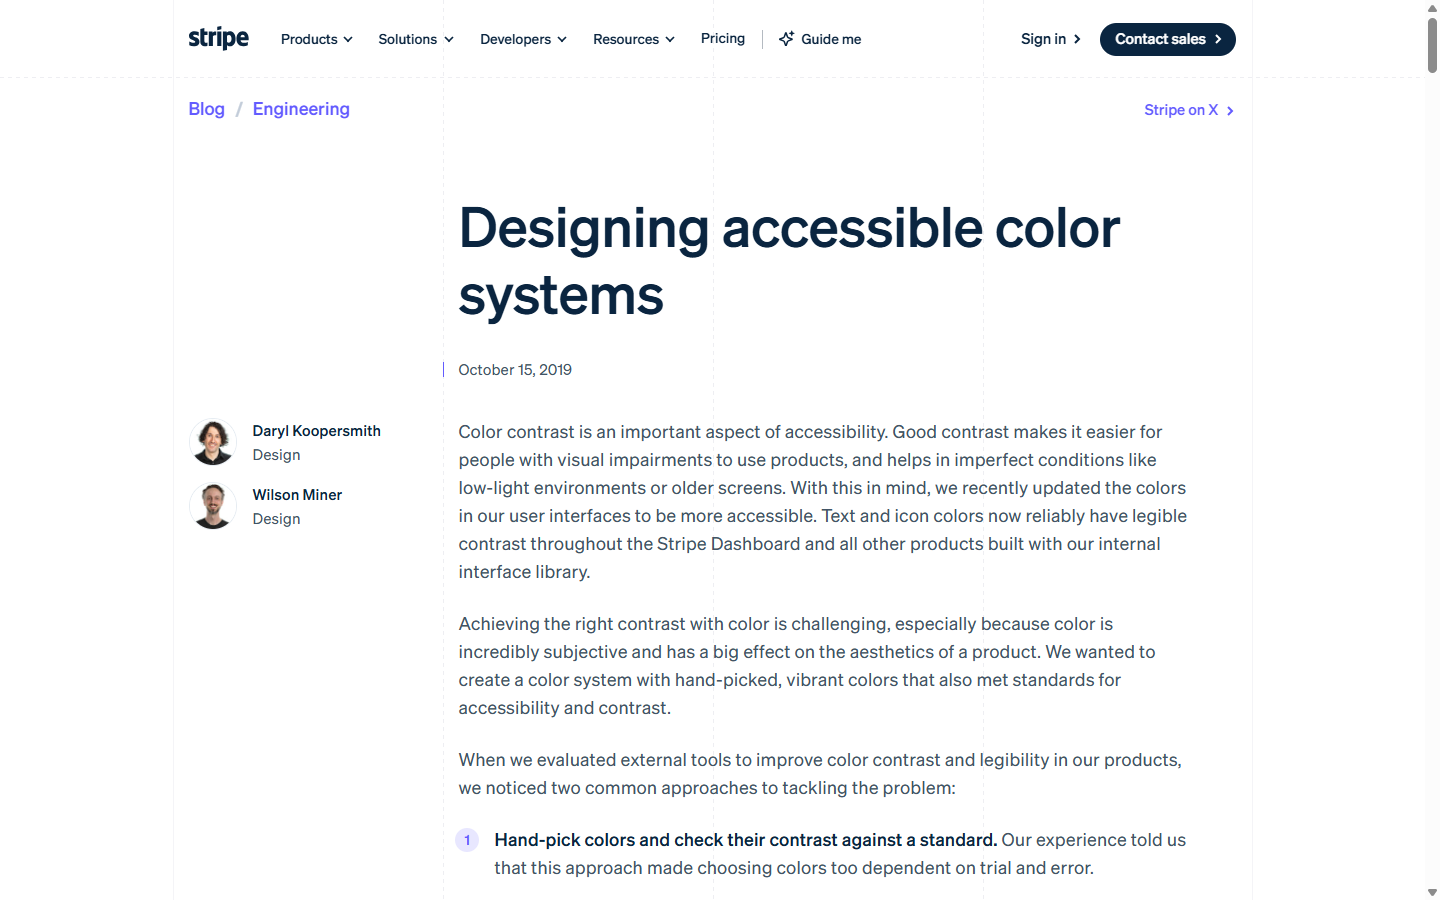 stripe
Products
Solutions
Developers
Resources
Pricing
Guide me
Sign in
Contact sales
Blog / Engineering
Stripe on X
Designing accessible color
systems
October 15, 2019
Daryl Koopersmith
Design
Wilson Miner
Design
Color contrast is an important aspect of accessibility. Good contrast makes it easier for
people with visual impairments to use products, and helps in imperfect conditions like
low-light environments or older screens. With this in mind, we recently updated the colors
in our user interfaces to be more accessible. Text and icon colors now reliably have legible
contrast throughout the Stripe Dashboard and all other products built with our internal
interface library.
Achieving the right contrast with color is challenging, especially because color is
incredibly subjective and has a big effect on the aesthetics of a product. We wanted to
create a color system with hand-picked, vibrant colors that also met standards for
accessibility and contrast.
When we evaluated external tools to improve color contrast and legibility in our products,
we noticed two common approaches to tackling the problem:
1 Hand-pick colors and check their contrast against a standard. Our experience told us
that this approach made choosing colors too dependent on trial and error.